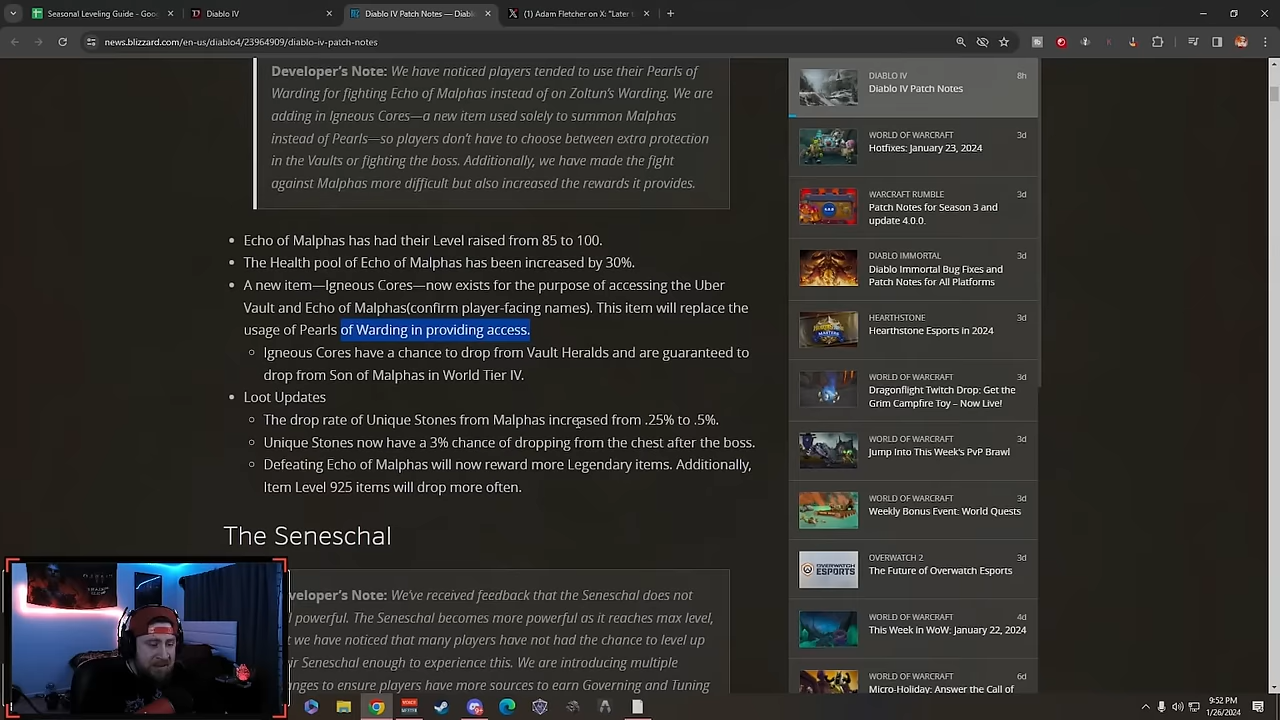 Seasonal Leveling Guide - Goo
Diablo IV
Diablo IV Patch Notes — Diabl
(1) Adam Fletcher on X: "Later t
news.blizzard.com/en-us/diablo4/23964909/diablo-iv-patch-notes
Developer's Note: We have noticed players tended to use their Pearls of
Warding for fighting Echo of Malphas instead of on Zoltun's Warding. We are
adding in Igneous Cores—a new item used solely to summon Malphas
instead of Pearls—so players don't have to choose between extra protection
in the Vaults or fighting the boss. Additionally, we have made the fight
against Malphas more difficult but also increased the rewards it provides.
Echo of Malphas has had their Level raised from 85 to 100.
The Health pool of Echo of Malphas has been increased by 30%.
A new item—Igneous Cores—now exists for the purpose of accessing the Uber
Vault and Echo of Malphas(confirm player-facing names). This item will replace the
usage of Pearls of Warding in providing access.
Igneous Cores have a chance to drop from Vault Heralds and are guaranteed to
drop from Son of Malphas in World Tier IV.
Loot Updates
The drop rate of Unique Stones from Malphas increased from .25% to .5%.
Unique Stones now have a 3% chance of dropping from the chest after the boss.
Defeating Echo of Malphas will now reward more Legendary items. Additionally,
Item Level 925 items will drop more often.
The Seneschal
veloper's Note: We've received feedback that the Seneschal does not
powerful. The Seneschal becomes more powerful as it reaches max level,
t we have noticed that many players have not had the chance to level up
ir Seneschal enough to experience this. We are introducing multiple
anges to ensure players have more sources to earn Governing and Tuning
DIABLO IV 8h
Diablo IV Patch Notes
WORLD OF WARCRAFT 3d
Hotfixes: January 23, 2024
WARCRAFT RUMBLE 3d
Patch Notes for Season 3 and
update 4.0.0.
DIABLO IMMORTAL 3d
Diablo Immortal Bug Fixes and
Patch Notes for All Platforms
HEARTHSTONE 3d
Hearthstone Esports in 2024
WORLD OF WARCRAFT 3d
Dragonflight Twitch Drop: Get the
Grim Campfire Toy – Now Live!
WORLD OF WARCRAFT 3d
Jump Into This Week's PvP Brawl
WORLD OF WARCRAFT 3d
Weekly Bonus Event: World Quests
OVERWATCH 2 3d
The Future of Overwatch Esports
WORLD OF WARCRAFT 4d
This Week in WoW: January 22, 2024
WORLD OF WARCRAFT 6d
Micro-Holiday: Answer the Call of
9:52 PM
1/26/2024